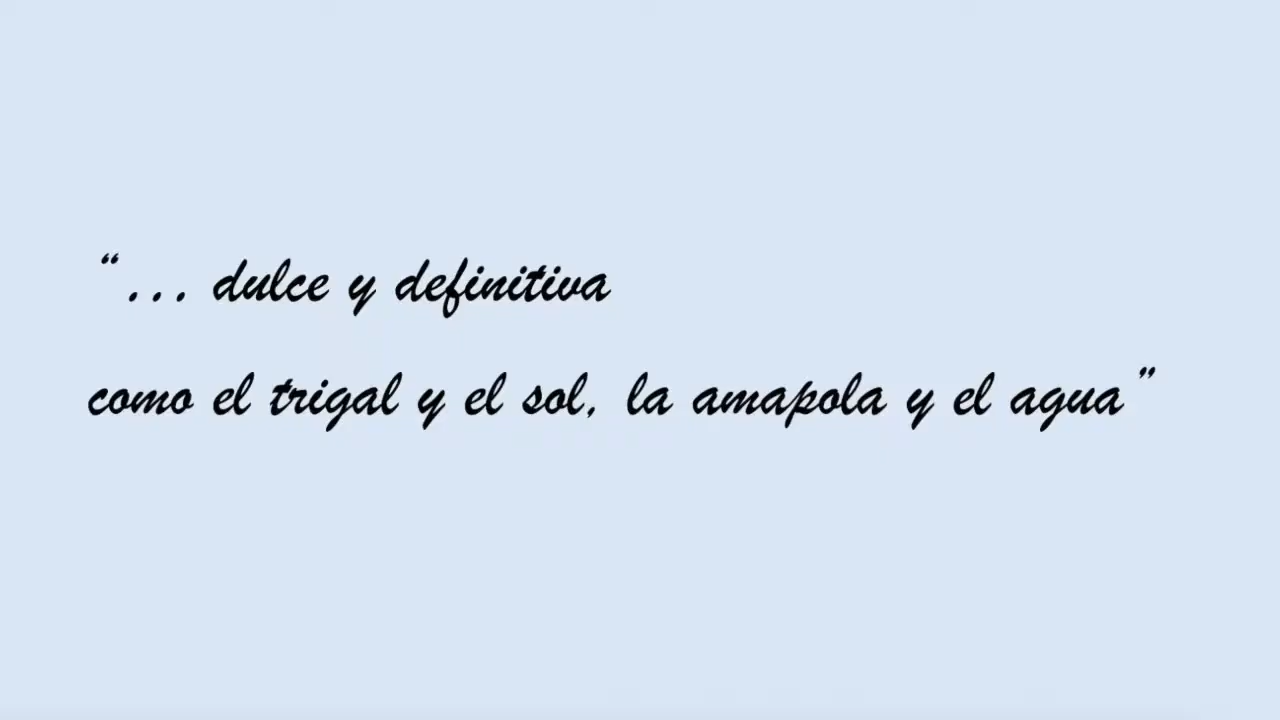 “... dulce y definitiva
como el trigal y el sol, la amapola y el agua”